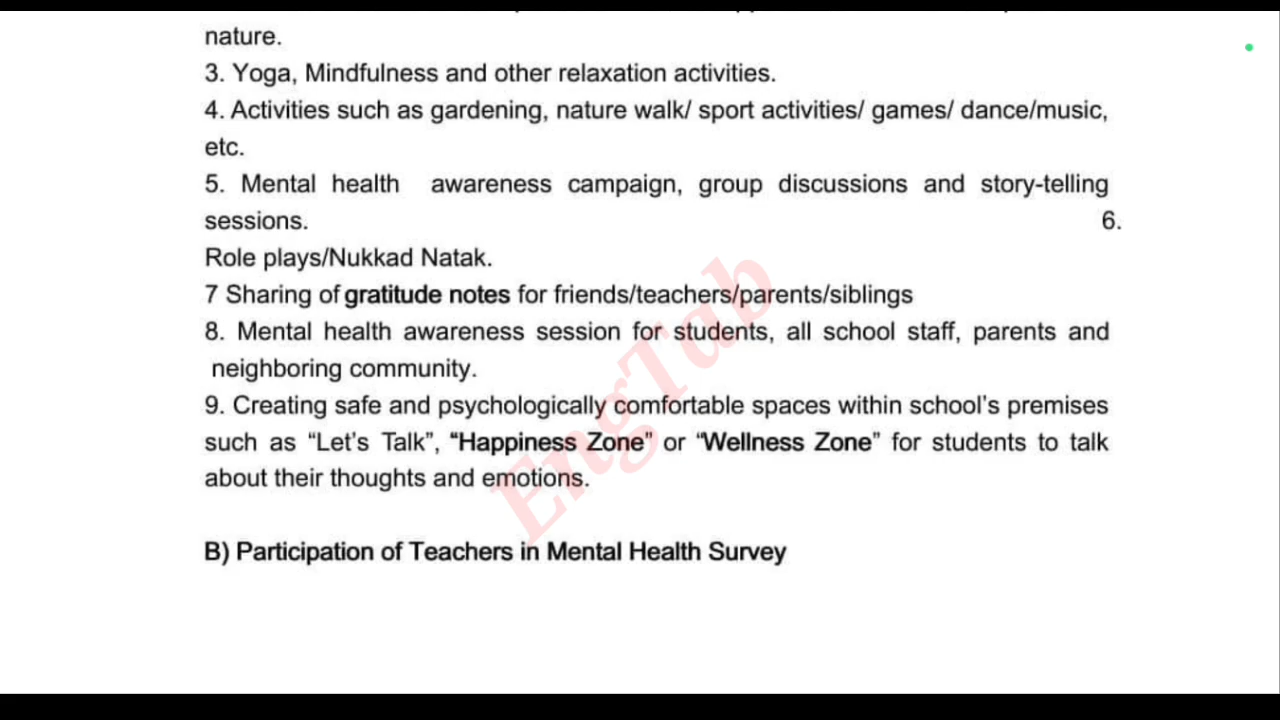 nature.
3. Yoga, Mindfulness and other relaxation activities.
4. Activities such as gardening, nature walk/ sport activities/ games/ dance/music,
etc.
5. Mental health awareness campaign, group discussions and story-telling
sessions. 6.
Role plays/Nukkad Natak.
7 Sharing of gratitude notes for friends/teachers/parents/siblings
8. Mental health awareness session for students, all school staff, parents and
neighboring community.
9. Creating safe and psychologically comfortable spaces within school's premises
such as “Let's Talk”, “Happiness Zone” or “Wellness Zone” for students to talk
about their thoughts and emotions.
B) Participation of Teachers in Mental Health Survey
EngTab